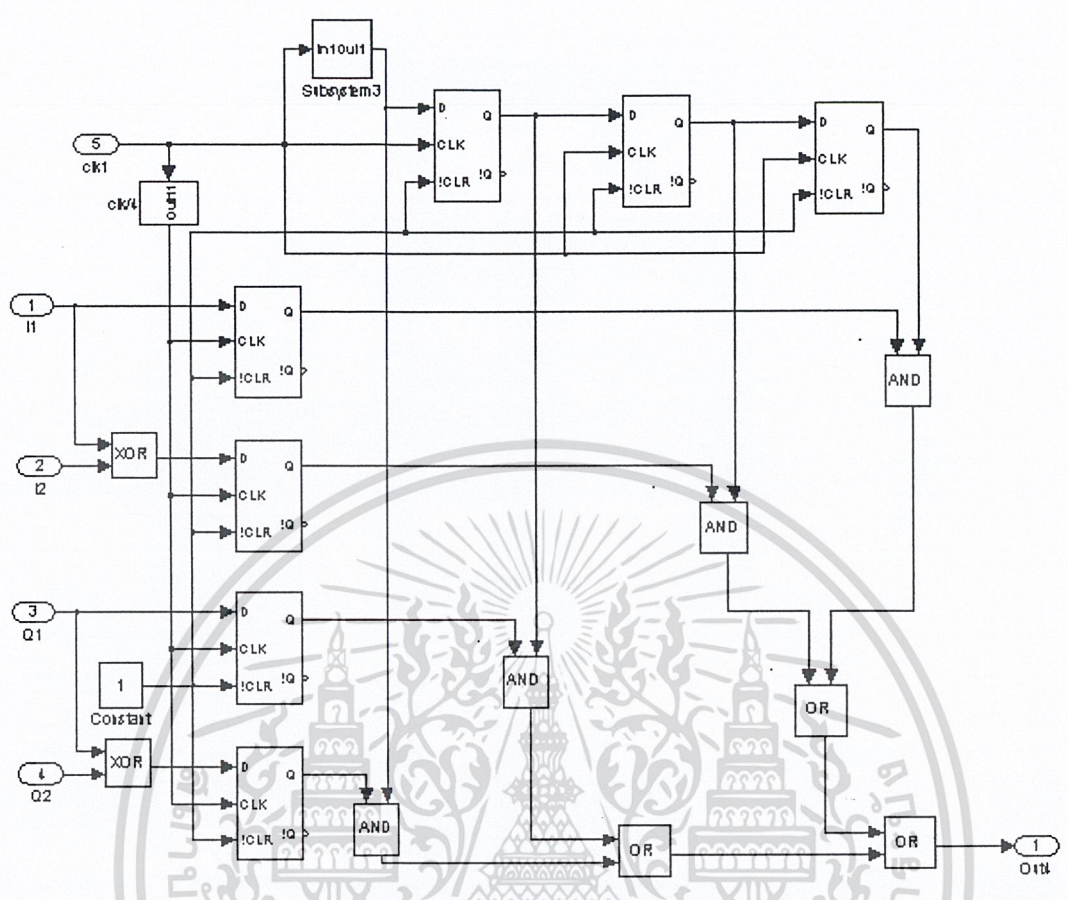 In1Out1
Subsystem3
D
Q
CLK
!CLR
!Q
D
Q
CLK
!CLR
!Q
D
Q
CLK
!CLR
!Q
5
clk1
clk/4
out1
1
I1
D
Q
CLK
!CLR
!Q
AND
XOR
2
I2
D
Q
CLK
!CLR
!Q
AND
3
Q1
D
Q
CLK
!CLR
!Q
1
Constant
AND
OR
XOR
4
Q2
D
Q
CLK
!CLR
!Q
AND
OR
OR
1
Out4